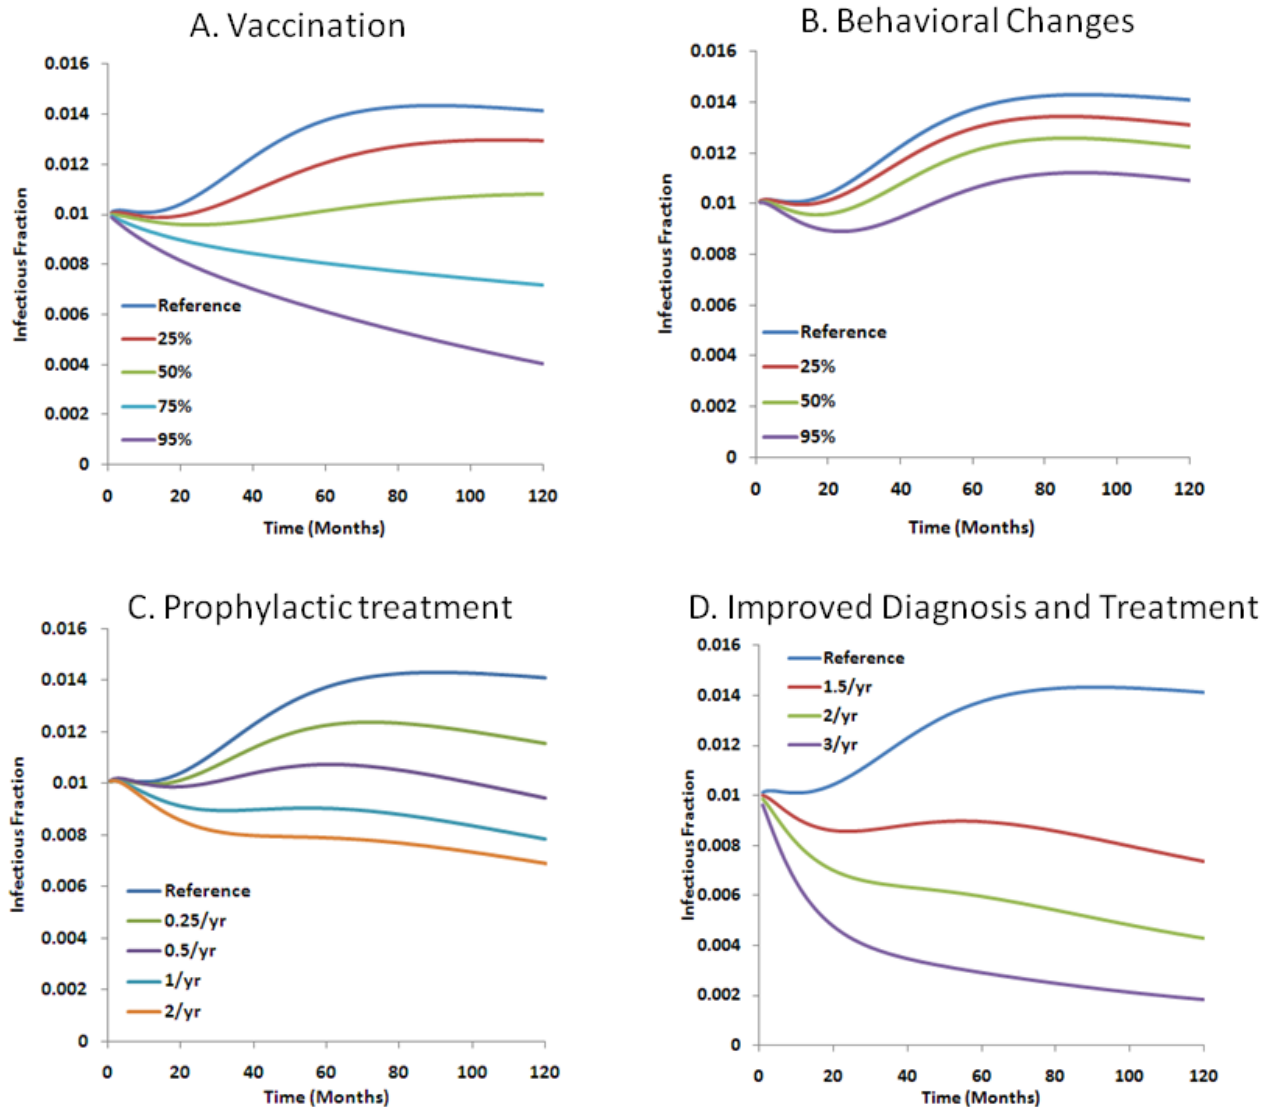 A. Vaccination
0.016
0.014
0.012
0.01
0.008
0.006
0.004
0.002
0
Infectious Fraction
Reference
25%
50%
75%
95%
0 20 40 60 80 100 120
Time (Months)
B. Behavioral Changes
0.016
0.014
0.012
0.01
0.008
0.006
0.004
0.002
0
Infectious Fraction
Reference
25%
50%
95%
0 20 40 60 80 100 120
Time (Months)
C. Prophylactic treatment
0.016
0.014
0.012
0.01
0.008
0.006
0.004
0.002
0
Infectious Fraction
Reference
0.25/yr
0.5/yr
1/yr
2/yr
0 20 40 60 80 100 120
Time (Months)
D. Improved Diagnosis and Treatment
0.016
0.014
0.012
0.01
0.008
0.006
0.004
0.002
0
Infectious Fraction
Reference
1.5/yr
2/yr
3/yr
0 20 40 60 80 100 120
Time (Months)